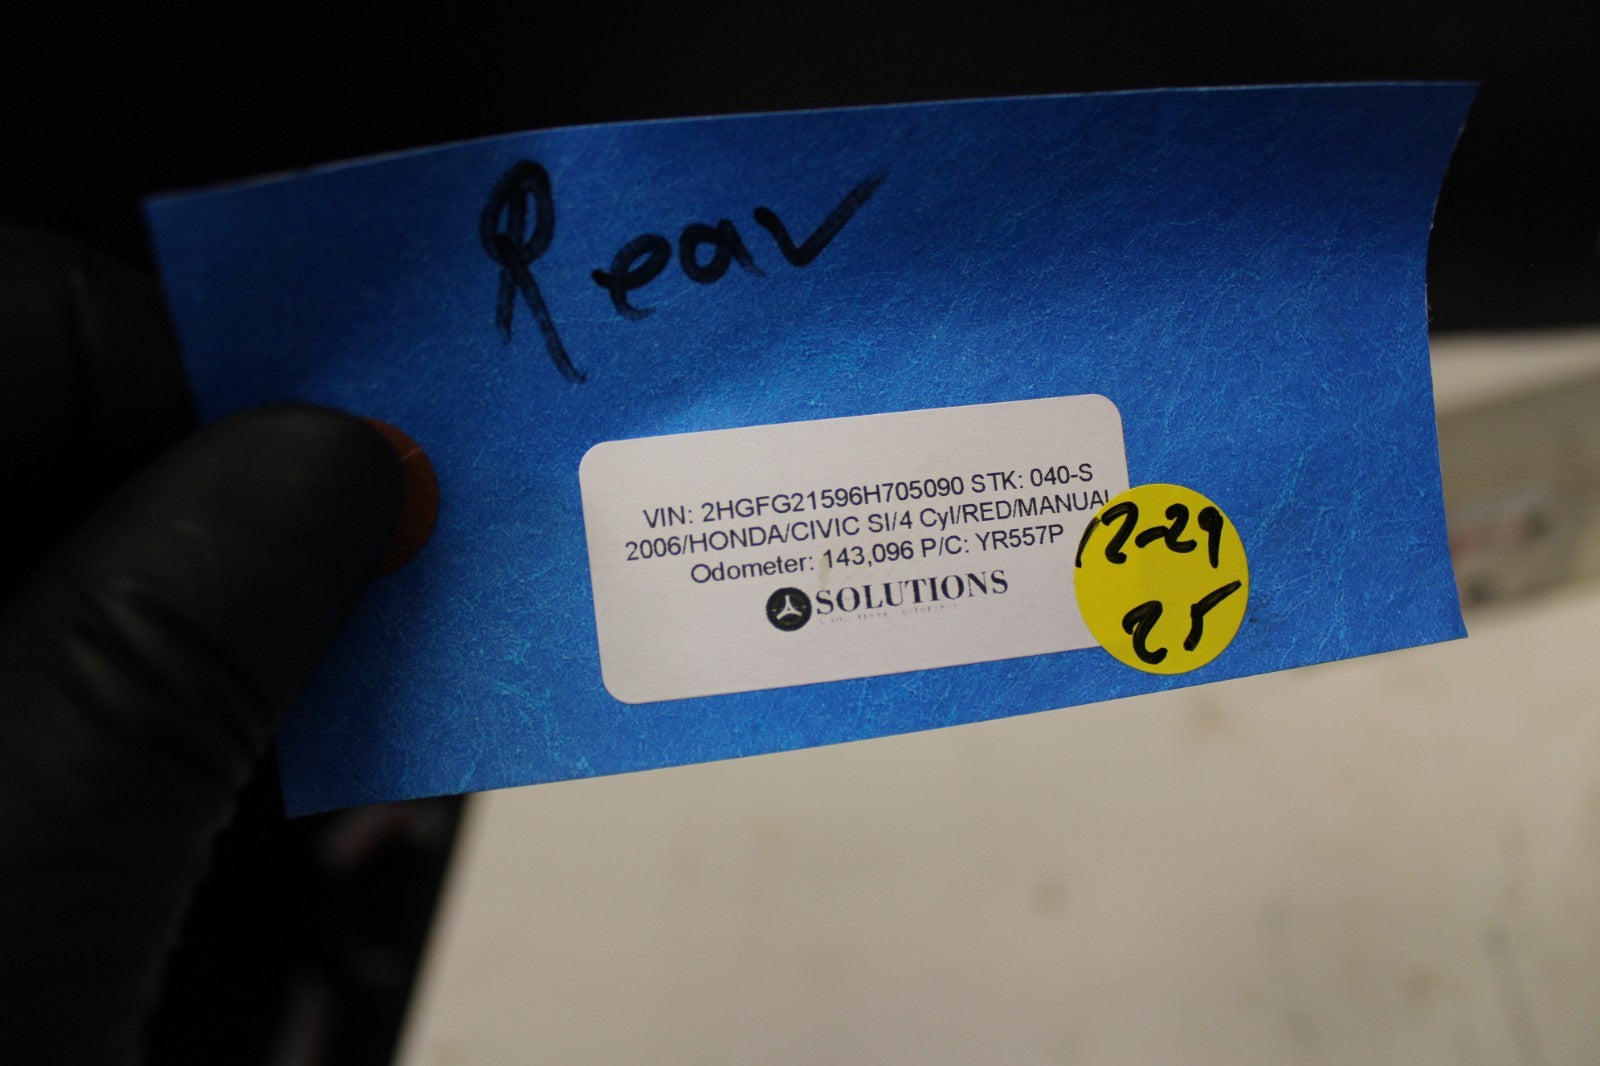 Rear
VIN: 2HGFG21596H705090 STK: 040-S
2006/HONDA/CIVIC SI/4 Cyl/RED/MANUAL
Odometer: 143,096 P/C: YR557P
SOLUTIONS
12-29
25